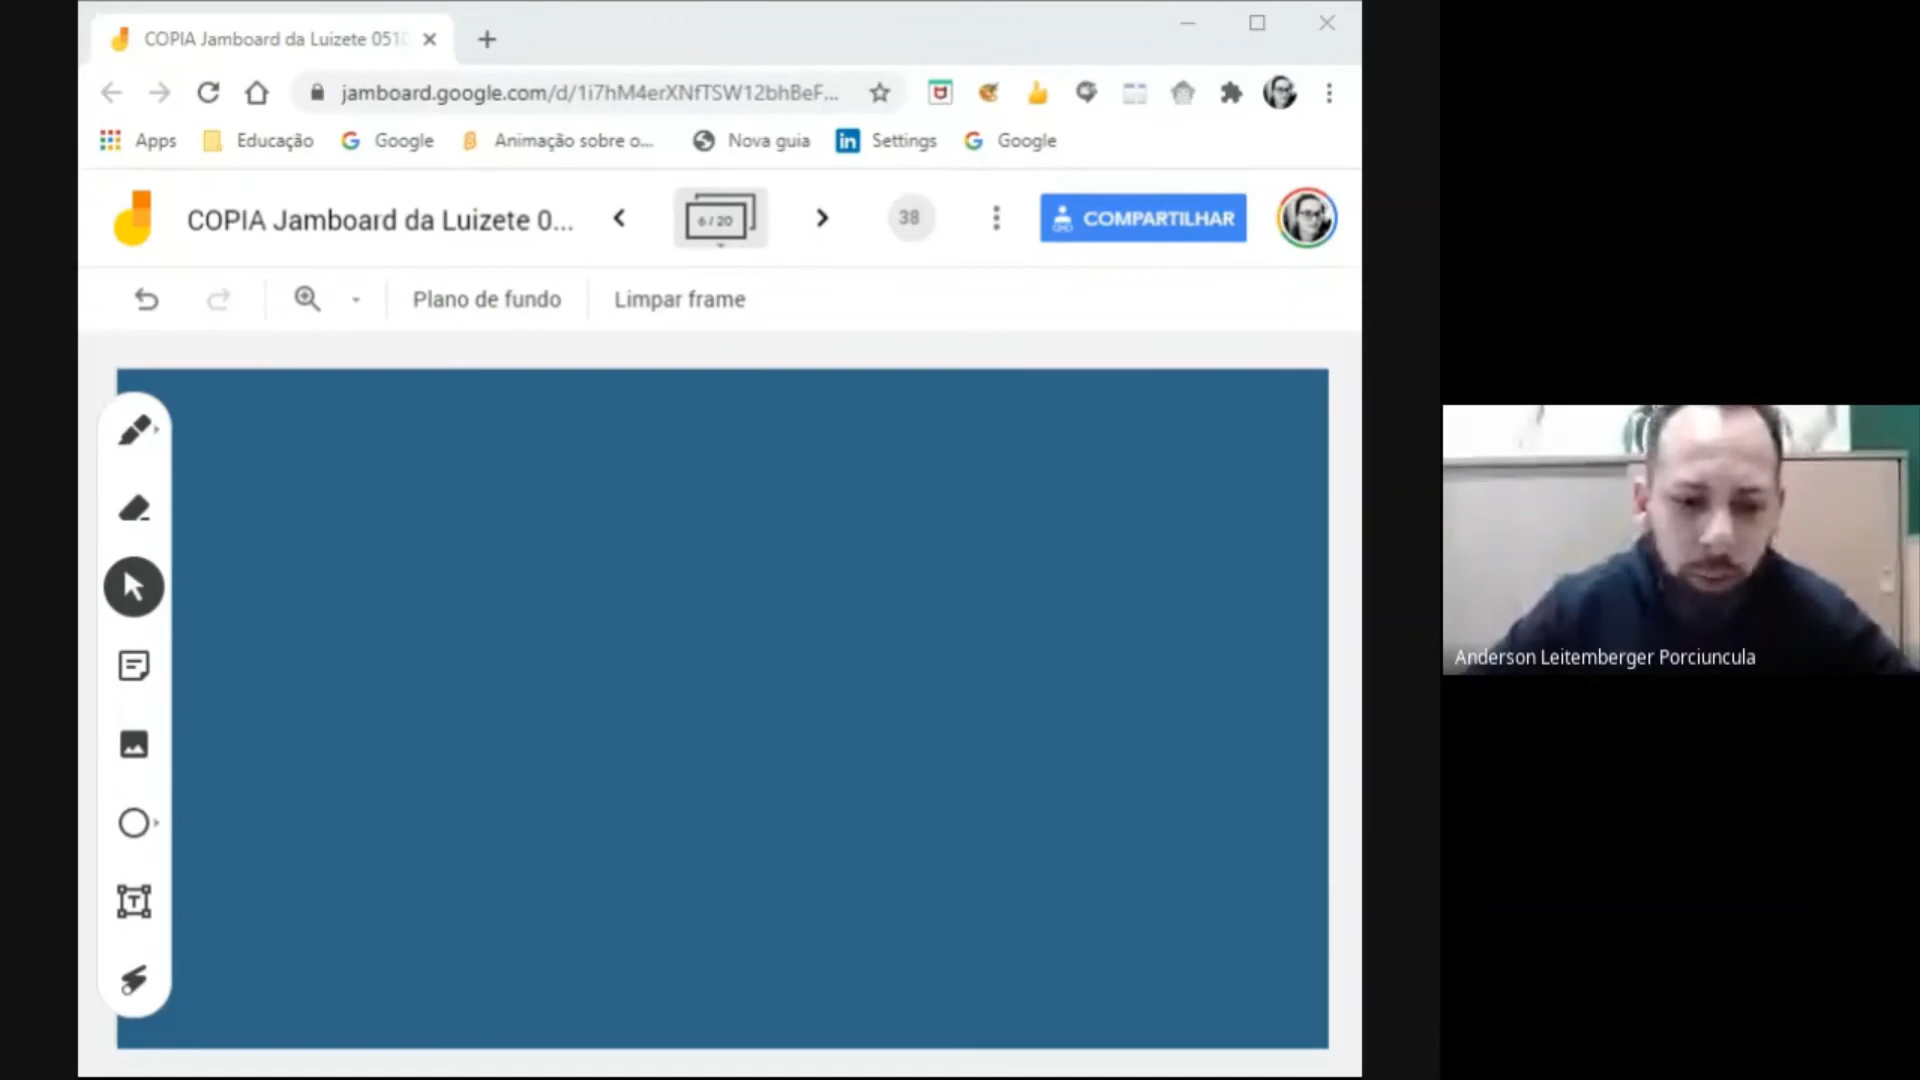 COPIA Jamboard da Luizete 051
jamboard.google.com/d/1i7hM4erXNfTSW12bhBeF...
Apps Educação Google Animação sobre o... Nova guia in Settings Google
COPIA Jamboard da Luizete 0... 6 / 20 38 COMPARTILHAR
Plano de fundo Limpar frame
T
Anderson Leitemberger Porciuncula